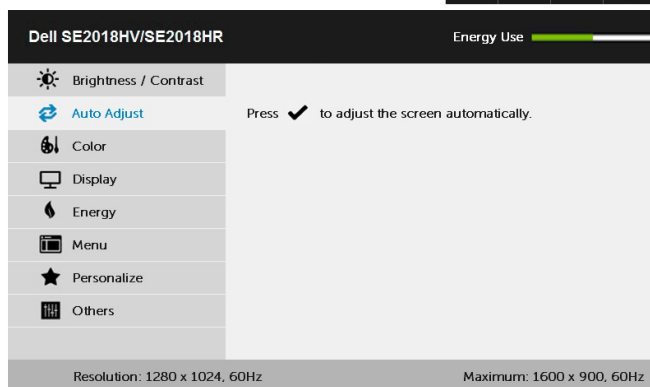 Dell SE2018HV/SE2018HR
Energy Use
Brightness / Contrast
Auto Adjust
Press ✔ to adjust the screen automatically.
Color
Display
Energy
Menu
Personalize
Others
Resolution: 1280 x 1024, 60Hz
Maximum: 1600 x 900, 60Hz